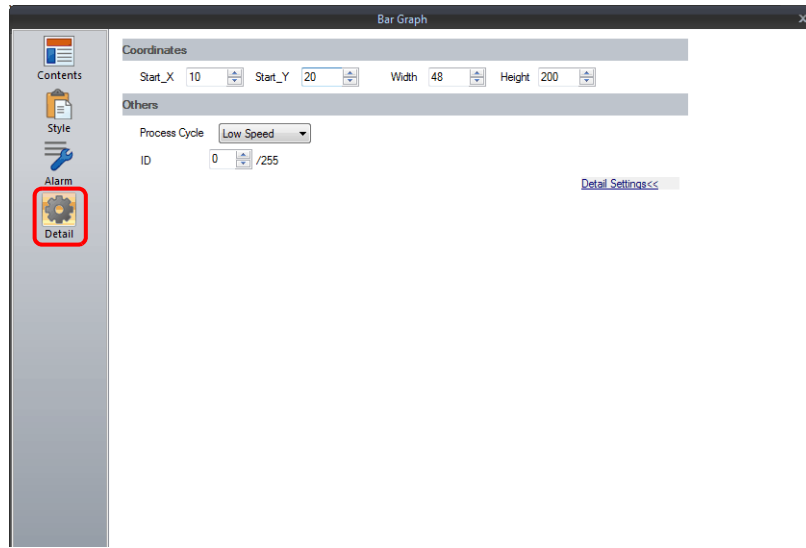 Bar Graph
X
Contents
Style
Alarm
Detail
Coordinates
Start_X 10 Start_Y 20 Width 48 Height 200
Others
Process Cycle Low Speed
ID 0 /255
Detail Settings<<